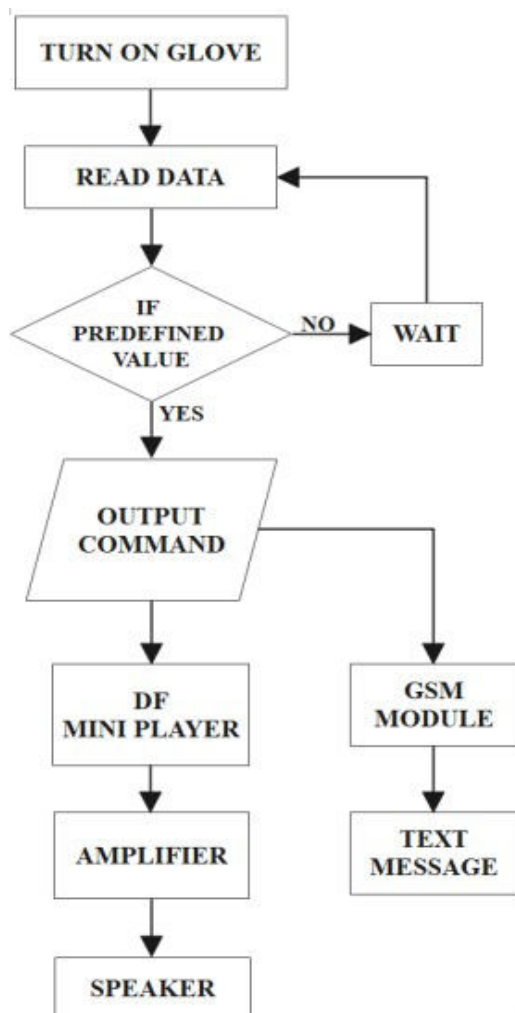 TURN ON GLOVE
READ DATA
IF
PREDEFINED
VALUE
NO
WAIT
YES
OUTPUT
COMMAND
DF
MINI PLAYER
GSM
MODULE
AMPLIFIER
TEXT
MESSAGE
SPEAKER